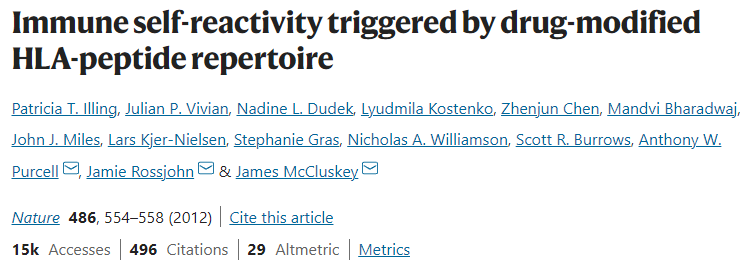 Immune self-reactivity triggered by drug-modified
HLA-peptide repertoire
Patricia T. Illing, Julian P. Vivian, Nadine L. Dudek, Lyudmila Kostenko, Zhenjun Chen, Mandvi Bharadwaj,
John J. Miles, Lars Kjer-Nielsen, Stephanie Gras, Nicholas A. Williamson, Scott R. Burrows, Anthony W.
Purcell, Jamie Rossjohn & James McCluskey
Nature 486, 554–558 (2012) | Cite this article
15k Accesses | 496 Citations | 29 Altmetric | Metrics